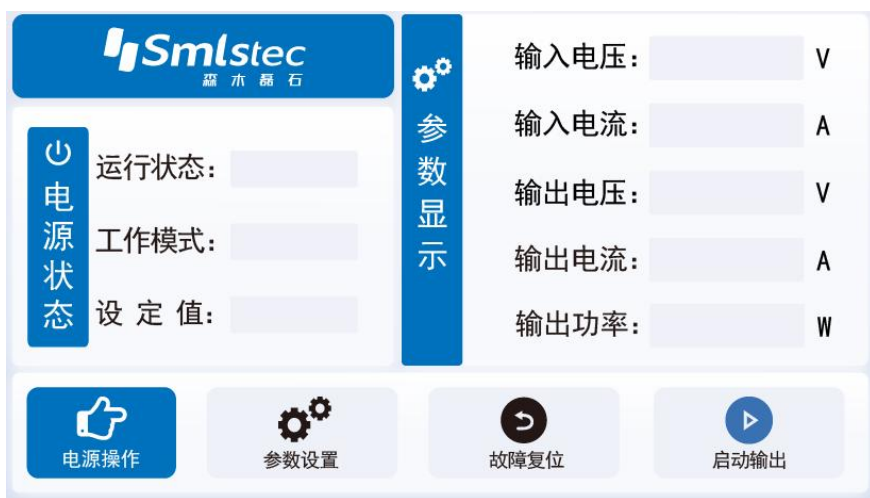 Smlstec
森木磊石
电源状态
运行状态：
工作模式：
设 定 值：
参数显示
输入电压： V
输入电流： A
输出电压： V
输出电流： A
输出功率： W
电源操作
参数设置
故障复位
启动输出